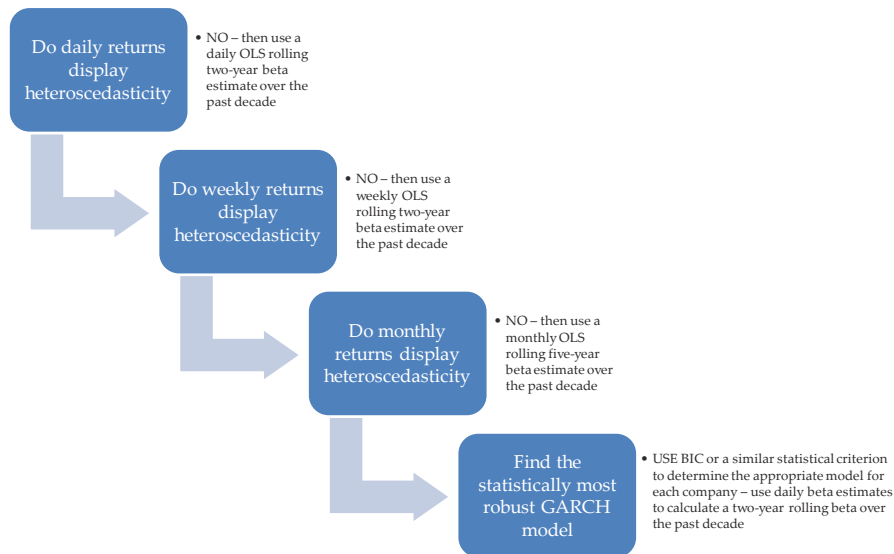 Do daily returns
display
heteroscedasticity
• NO – then use a
daily OLS rolling
two-year beta
estimate over the
past decade
Do weekly returns
display
heteroscedasticity
• NO – then use a
weekly OLS
rolling two-year
beta estimate over
the past decade
Do monthly
returns display
heteroscedasticity
• NO – then use a
monthly OLS
rolling five-year
beta estimate over
the past decade
Find the
statistically most
robust GARCH
model
• USE BIC or a similar statistical criterion
to determine the appropriate model for
each company – use daily beta estimates
to calculate a two-year rolling beta over
the past decade